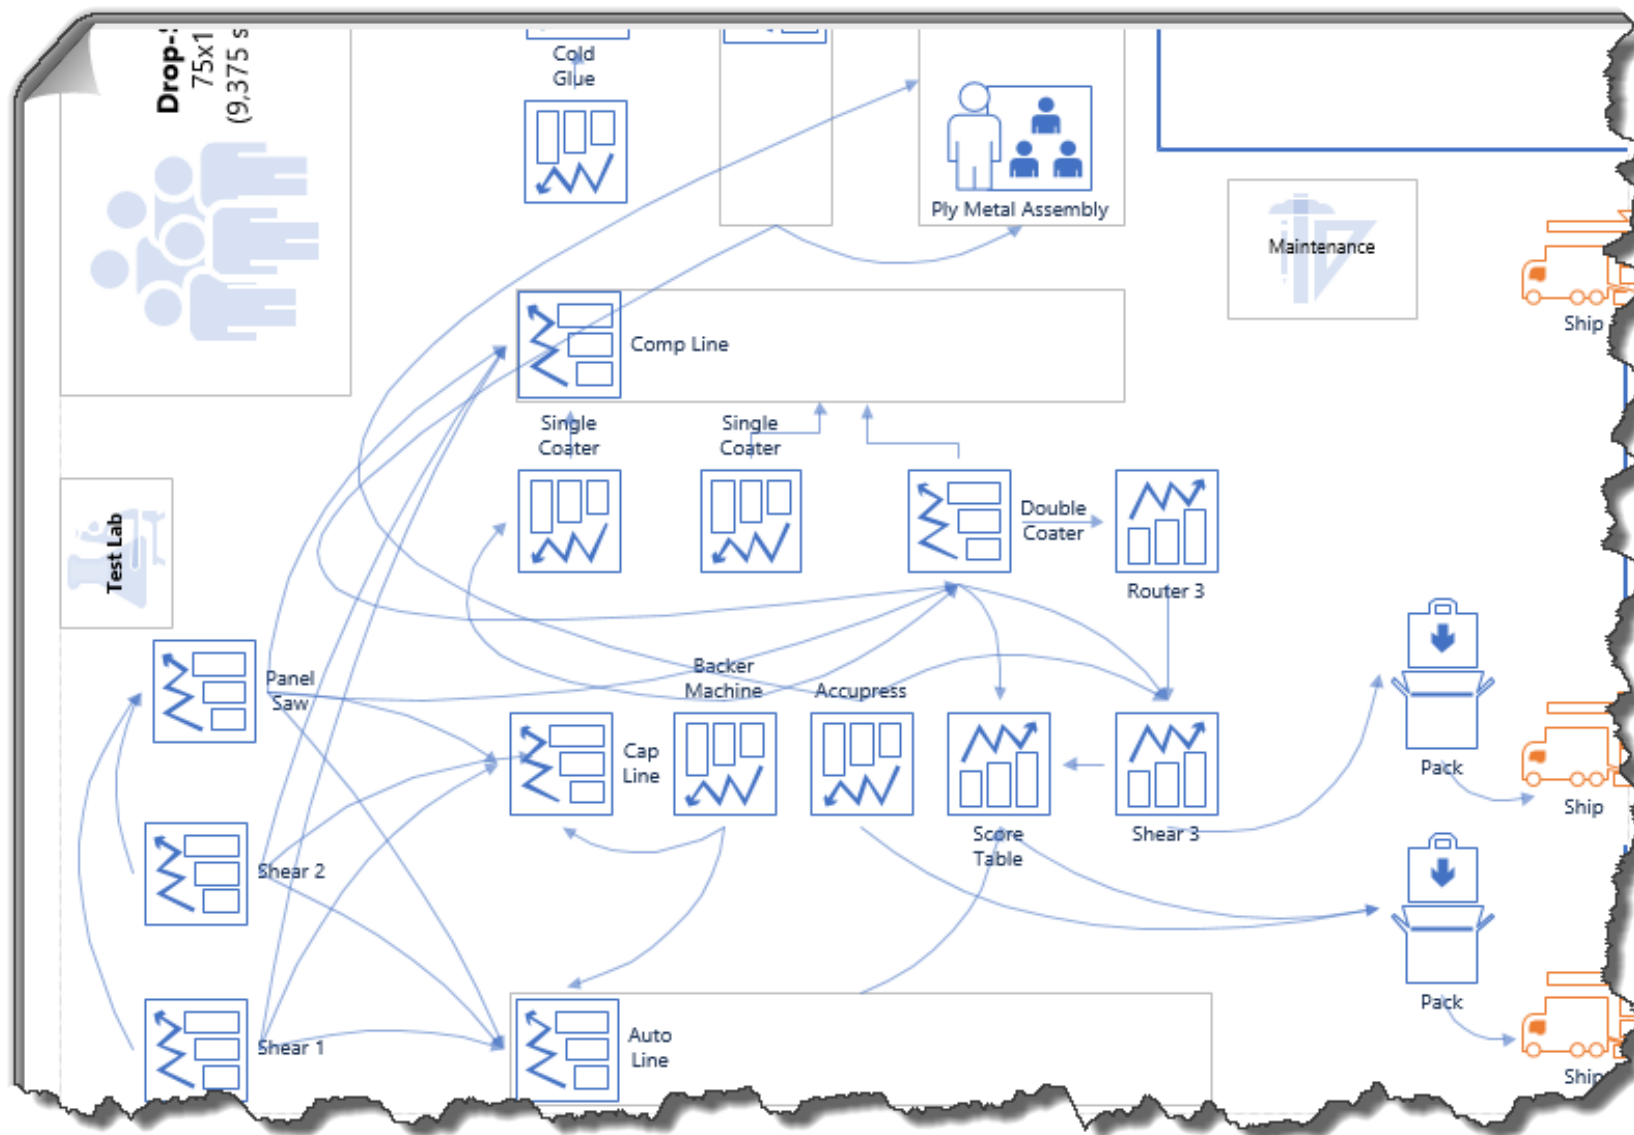 Drop-S
75x1
(9,375 s
Cold
Glue
Ply Metal Assembly
Maintenance
Ship
Comp Line
Single
Coater
Single
Coater
Double
Coater
Router 3
Test Lab
Panel
Saw
Backer
Machine
Accupress
Cap
Line
Pack
Ship
Score
Table
Shear 3
Shear 2
Pack
Shear 1
Auto
Line
Ship